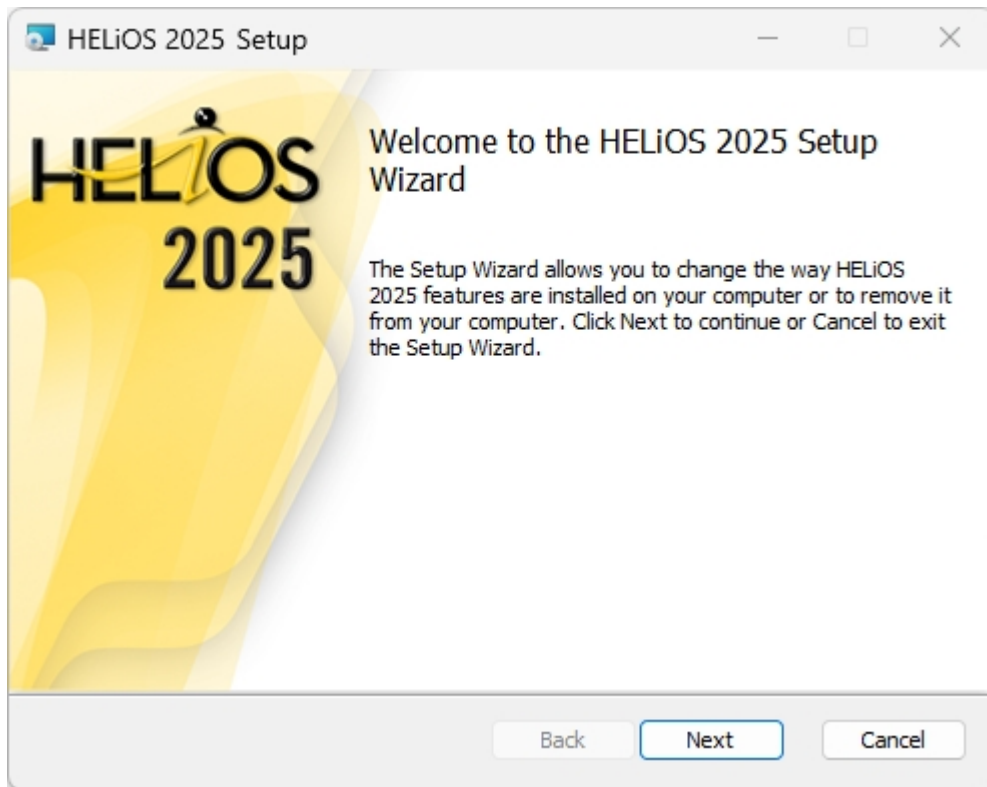 HELiOS 2025 Setup
HELiOS
2025
Welcome to the HELiOS 2025 Setup
Wizard
The Setup Wizard allows you to change the way HELiOS
2025 features are installed on your computer or to remove it
from your computer. Click Next to continue or Cancel to exit
the Setup Wizard.
Back
Next
Cancel